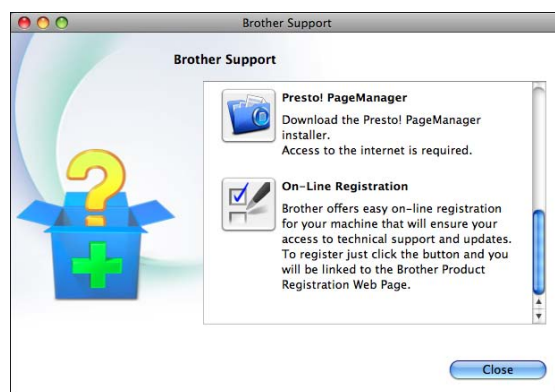 Brother Support
Brother Support
Presto! PageManager
Download the Presto! PageManager
installer.
Access to the internet is required.
On-Line Registration
Brother offers easy on-line registration
for your machine that will ensure your
access to technical support and updates.
To register just click the button and you
will be linked to the Brother Product
Registration Web Page.
Close